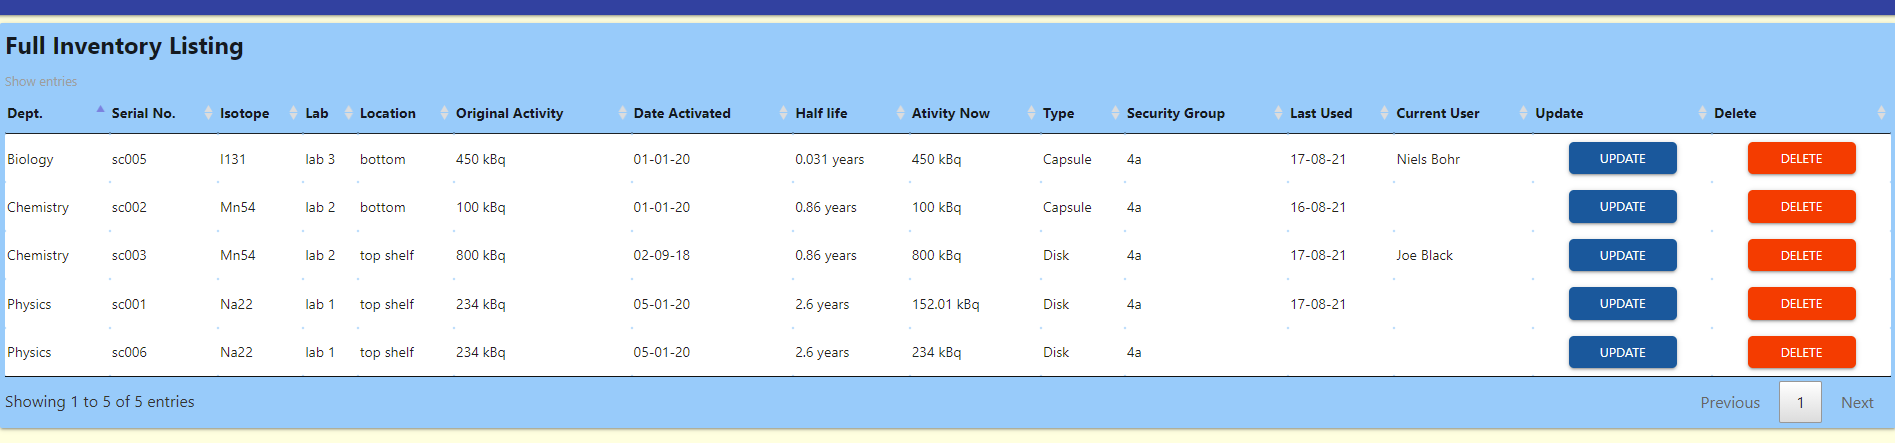 Full Inventory Listing
Show entries
Dept. Serial No. Isotope Lab Location Original Activity Date Activated Half life Ativity Now Type Security Group Last Used Current User Update Delete
Biology sc005 I131 lab 3 bottom 450 kBq 01-01-20 0.031 years 450 kBq Capsule 4a 17-08-21 Niels Bohr UPDATE DELETE
Chemistry sc002 Mn54 lab 2 bottom 100 kBq 01-01-20 0.86 years 100 kBq Capsule 4a 16-08-21 UPDATE DELETE
Chemistry sc003 Mn54 lab 2 top shelf 800 kBq 02-09-18 0.86 years 800 kBq Disk 4a 17-08-21 Joe Black UPDATE DELETE
Physics sc001 Na22 lab 1 top shelf 234 kBq 05-01-20 2.6 years 152.01 kBq Disk 4a 17-08-21 UPDATE DELETE
Physics sc006 Na22 lab 1 top shelf 234 kBq 05-01-20 2.6 years 234 kBq Disk 4a UPDATE DELETE
Showing 1 to 5 of 5 entries Previous 1 Next